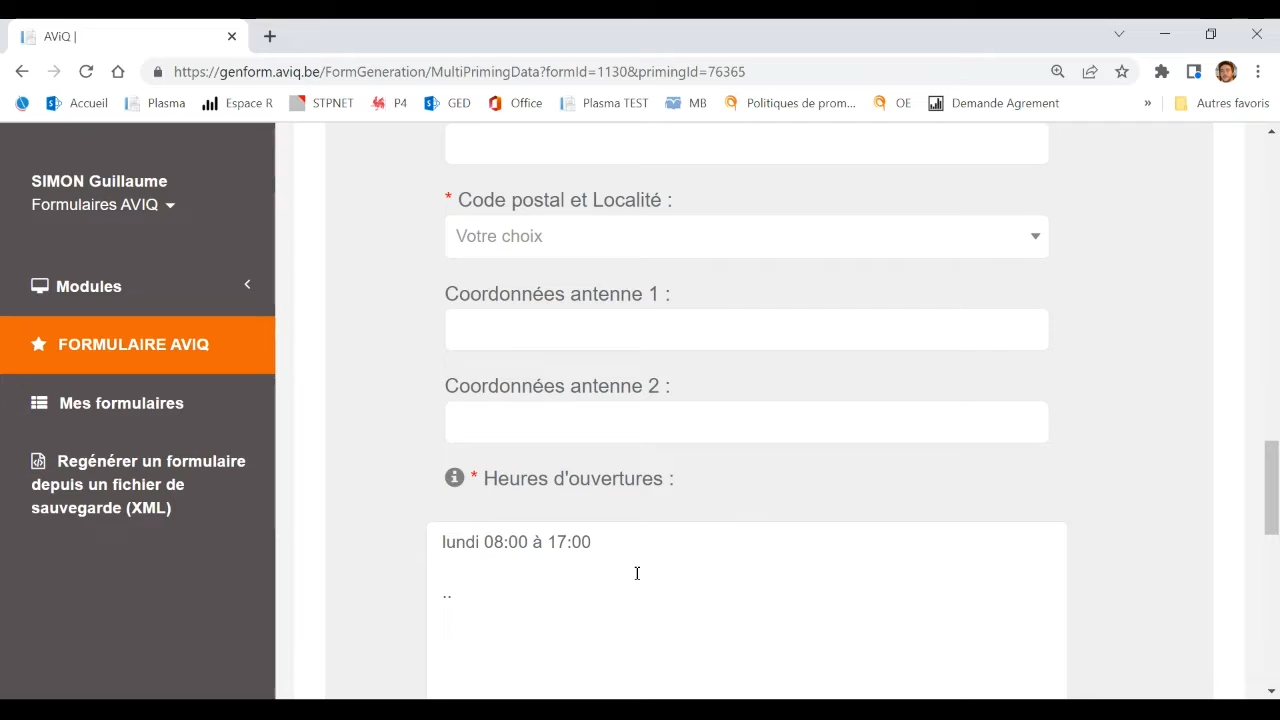 AViQ |
https://genform.aviq.be/FormGeneration/MultiPrimingData?formId=1130&primingId=76365
Accueil Plasma Espace R STPNET P4 GED Office Plasma TEST MB Politiques de prom... OE Demande Agrement » Autres favoris
SIMON Guillaume
Formulaires AVIQ
Modules
FORMULAIRE AVIQ
Mes formulaires
Regénérer un formulaire
depuis un fichier de
sauvegarde (XML)
* Code postal et Localité :
Votre choix
Coordonnées antenne 1 :
Coordonnées antenne 2 :
* Heures d'ouvertures :
lundi 08:00 à 17:00
..